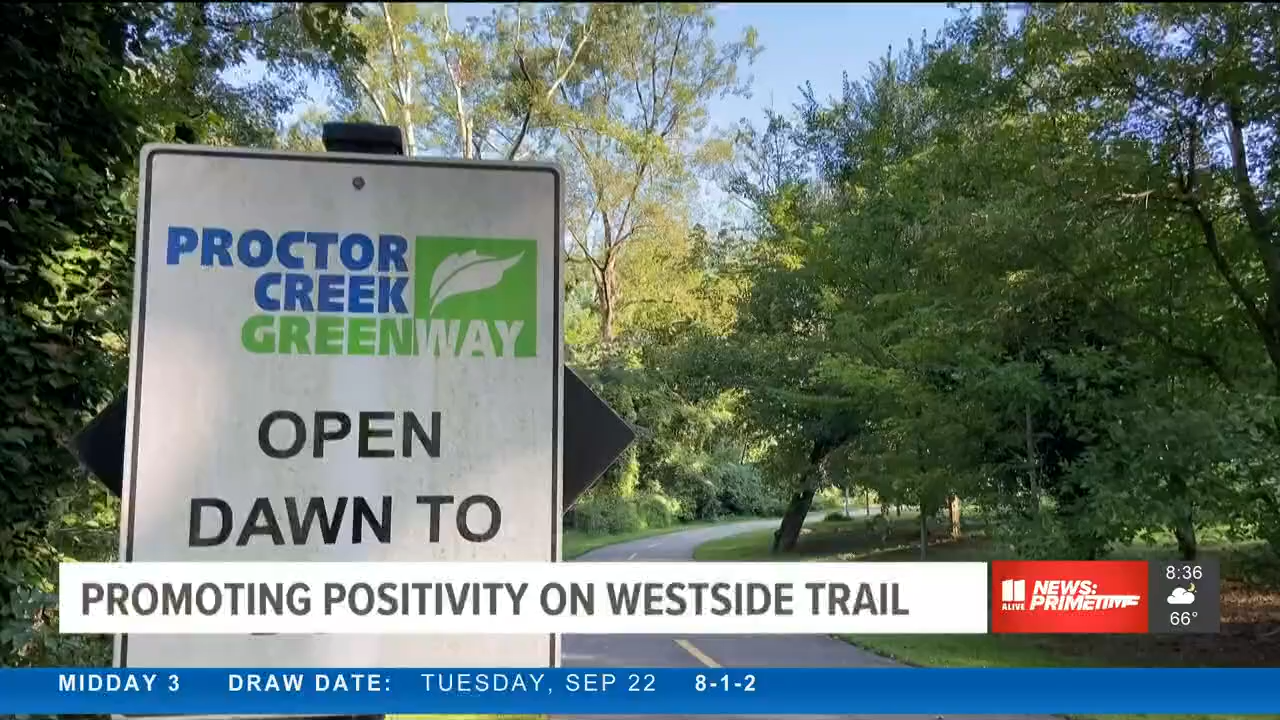 PROCTOR
CREEK
GREENWAY
OPEN
DAWN TO
PROMOTING POSITIVITY ON WESTSIDE TRAIL
11 ALIVE NEWS: PRIMETIME
8:36
66°
MIDDAY 3 DRAW DATE: TUESDAY, SEP 22 8-1-2